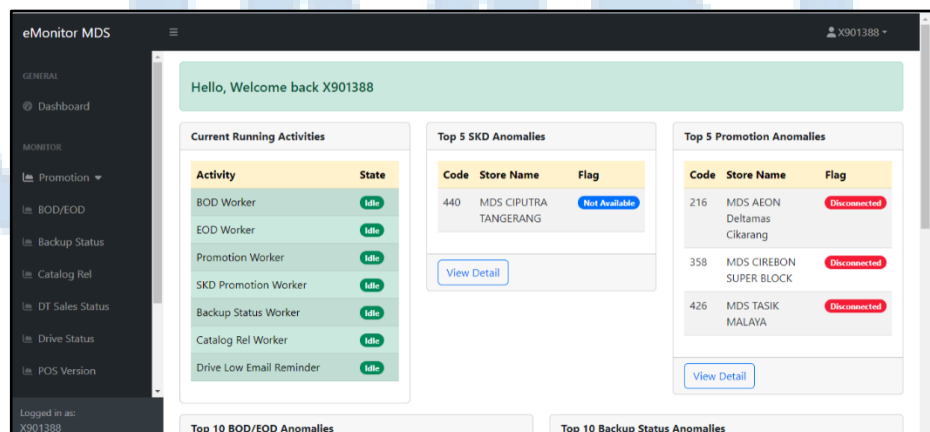 eMonitor MDS
X901388
GENERAL
Dashboard
MONITOR
Promotion
BOD/EOD
Backup Status
Catalog Rel
DT Sales Status
Drive Status
POS Version
Logged in as:
X901388
Hello, Welcome back X901388
Current Running Activities
Activity State
BOD Worker Idle
EOD Worker Idle
Promotion Worker Idle
SKD Promotion Worker Idle
Backup Status Worker Idle
Catalog Rel Worker Idle
Drive Low Email Reminder Idle
Top 5 SKD Anomalies
Code Store Name Flag
440 MDS CIPUTRA Not Available
TANGERANG
View Detail
Top 5 Promotion Anomalies
Code Store Name Flag
216 MDS AEON Disconnected
Deltamas
Cikarang
358 MDS CIREBON Disconnected
SUPER BLOCK
426 MDS TASIK Disconnected
MALAYA
View Detail
Top 10 BOD/EOD Anomalies
Top 10 Backup Status Anomalies